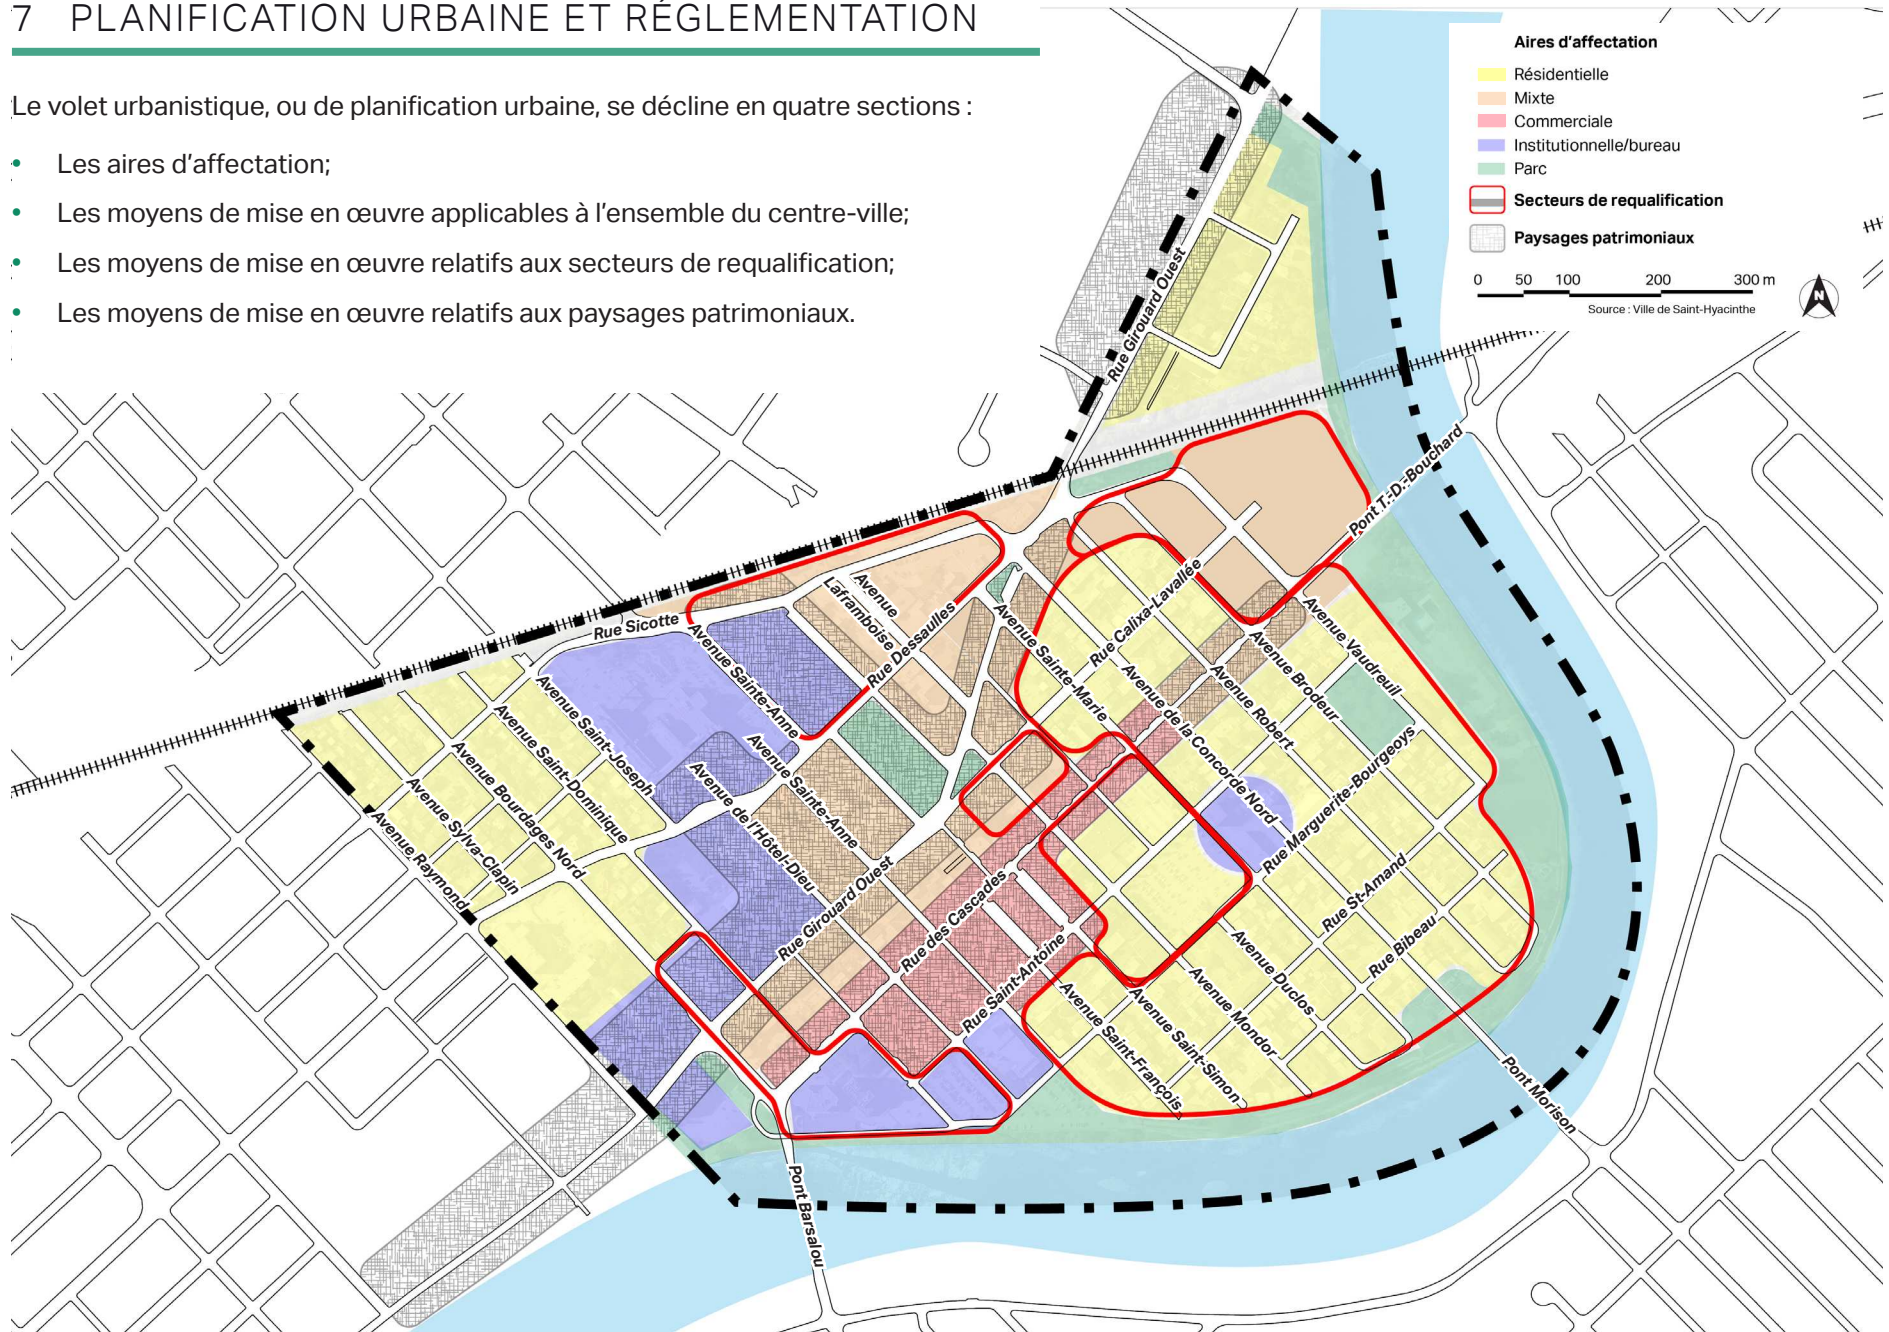 7 PLANIFICATION URBAINE ET RÉGLEMENTATION
Le volet urbanistique, ou de planification urbaine, se décline en quatre sections :
• Les aires d'affectation;
• Les moyens de mise en œuvre applicables à l'ensemble du centre-ville;
• Les moyens de mise en œuvre relatifs aux secteurs de requalification;
• Les moyens de mise en œuvre relatifs aux paysages patrimoniaux.
Aires d'affectation
Résidentielle
Mixte
Commerciale
Institutionnelle/bureau
Parc
Secteurs de requalification
Paysages patrimoniaux
0 50 100 200 300 m
Source : Ville de Saint-Hyacinthe
N
Rue Girouard Ouest
Pont T.-D.-Bouchard
Rue Sicotte
Avenue
Laframboise
Rue Dessaulles
Avenue Sainte-Anne
Avenue Sainte-Marie
Rue Calixa-Lavallée
Avenue Vaudreuil
Avenue Brodeur
Avenue Robert
Avenue de la Concorde Nord
Rue Marguerite-Bourgeoys
Avenue Saint-Joseph
Avenue Saint-Dominique
Avenue Bourdages Nord
Avenue Sylva-Clapin
Avenue Raymond
Avenue Sainte-Anne
Avenue de l'Hôtel-Dieu
Rue Girouard Ouest
Rue des Cascades
Rue Saint-Antoine
Rue St-Amand
Rue Bibeau
Avenue Duclos
Avenue Mondor
Avenue Saint-Simon
Avenue Saint-François
Pont Morison
Pont Barsalou